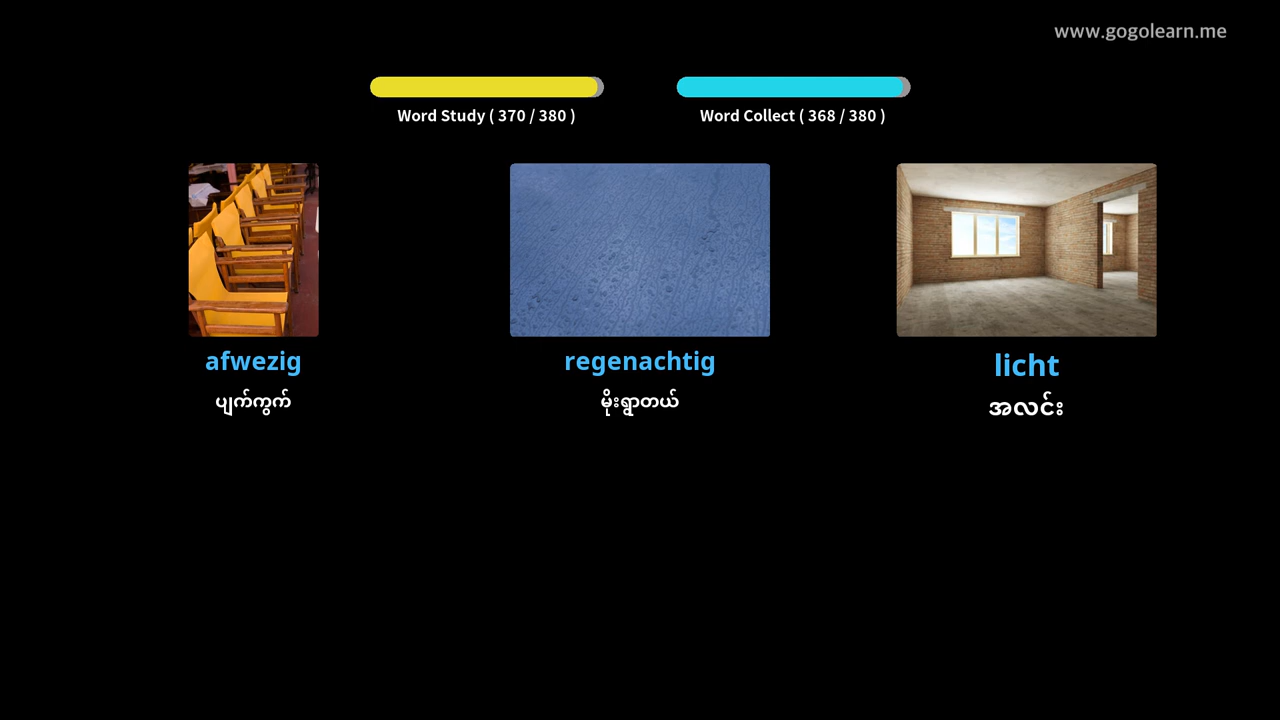 www.gogolearn.me
Word Study ( 370 / 380 )
Word Collect ( 368 / 380 )
afwezig
ပျက်ကွက်
regenachtig
မိုးရွာတယ်
licht
အလင်း